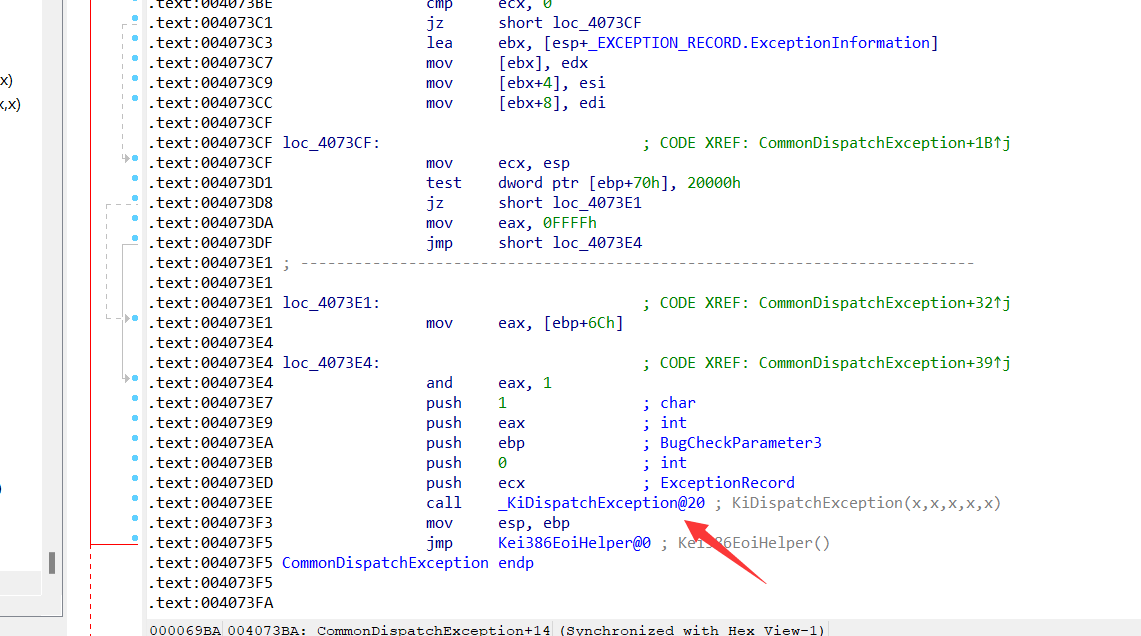 .text:004073BE cmp ecx, 0
.text:004073C1 jz short loc_4073CF
.text:004073C3 lea ebx, [esp+_EXCEPTION_RECORD.ExceptionInformation]
.text:004073C7 mov [ebx], edx
x)
.text:004073C9 mov [ebx+4], esi
x,x)
.text:004073CC mov [ebx+8], edi
.text:004073CF
.text:004073CF loc_4073CF: ; CODE XREF: CommonDispatchException+1B↑j
.text:004073CF mov ecx, esp
.text:004073D1 test dword ptr [ebp+70h], 20000h
.text:004073D8 jz short loc_4073E1
.text:004073DA mov eax, 0FFFFh
.text:004073DF jmp short loc_4073E4
.text:004073E1 ; ---------------------------------------------------------------------------
.text:004073E1
.text:004073E1 loc_4073E1: ; CODE XREF: CommonDispatchException+32↑j
.text:004073E1 mov eax, [ebp+6Ch]
.text:004073E4
.text:004073E4 loc_4073E4: ; CODE XREF: CommonDispatchException+39↑j
.text:004073E4 and eax, 1
.text:004073E7 push 1 ; char
.text:004073E9 push eax ; int
.text:004073EA push ebp ; BugCheckParameter3
.text:004073EB push 0 ; int
.text:004073ED push ecx ; ExceptionRecord
)
.text:004073EE call _KiDispatchException@20 ; KiDispatchException(x,x,x,x,x)
.text:004073F3 mov esp, ebp
.text:004073F5 jmp Kei386EoiHelper@0 ; Kei386EoiHelper()
.text:004073F5 CommonDispatchException endp
.text:004073F5
.text:004073FA
000069BA 004073BA: CommonDispatchException+14 (Synchronized with Hex View-1)